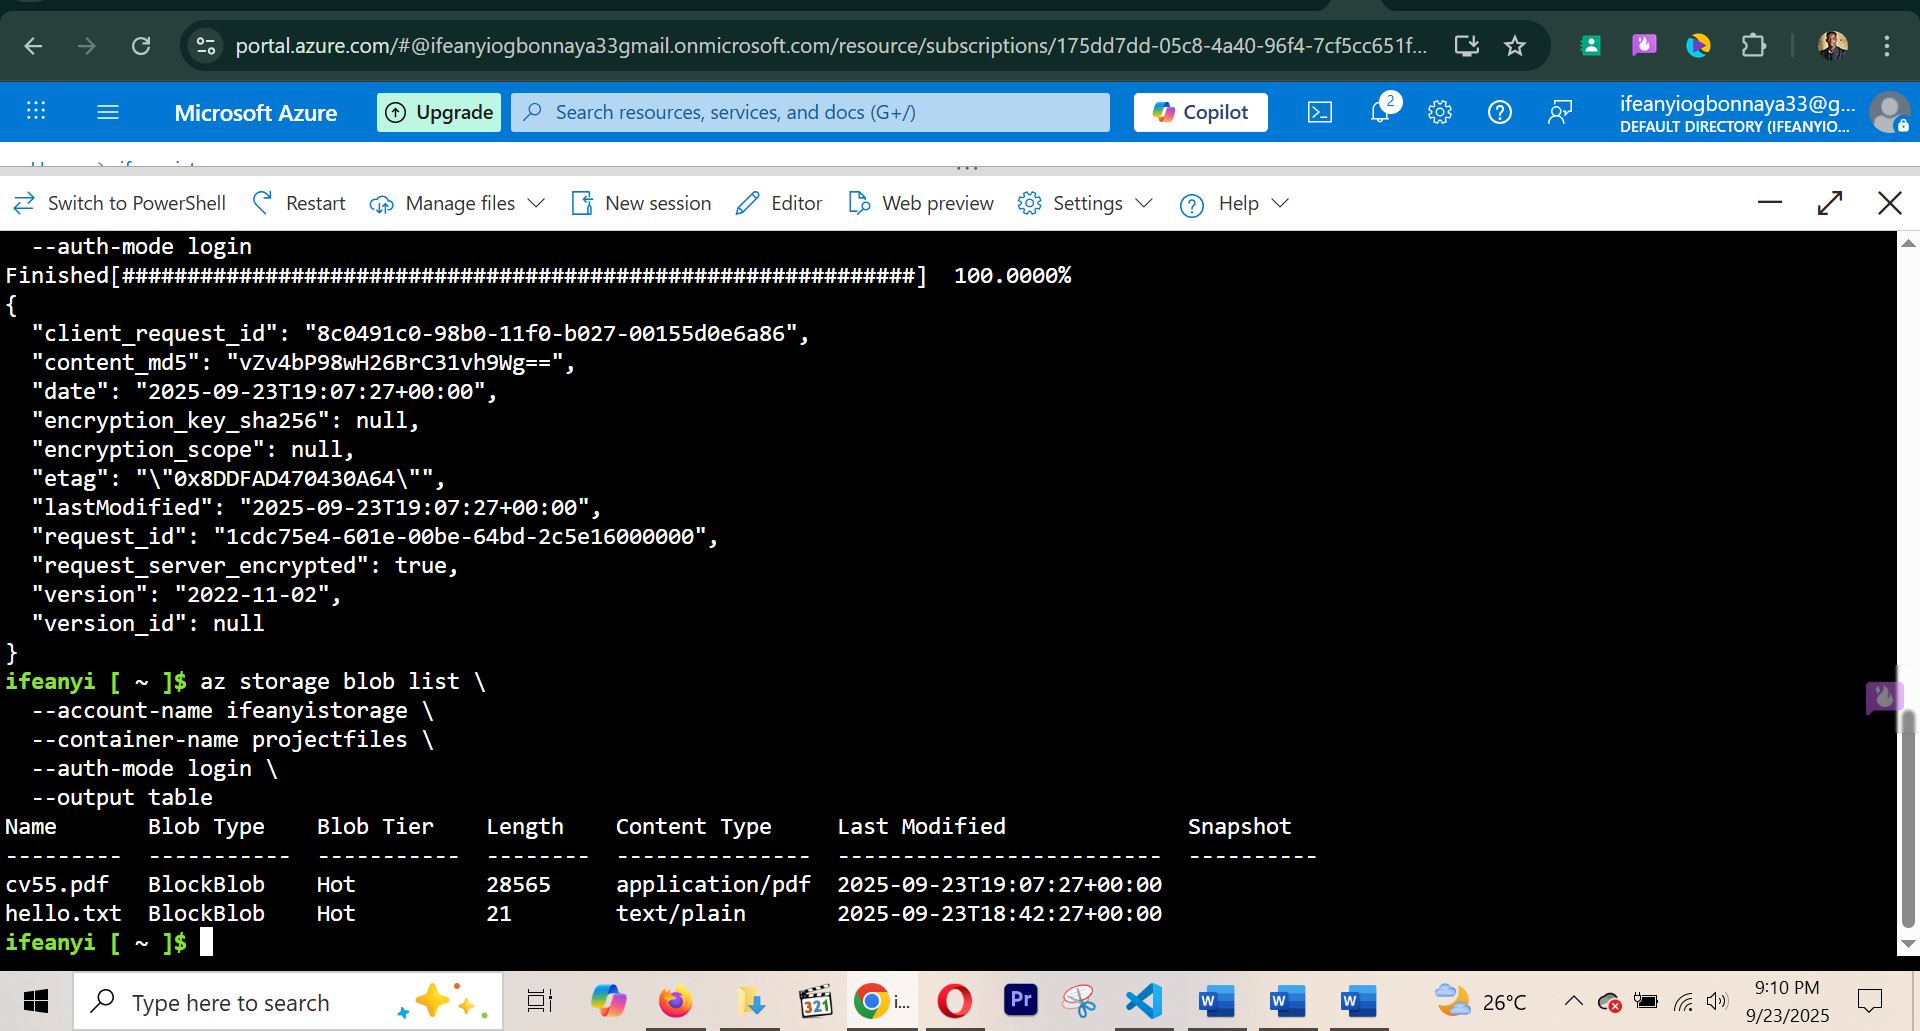 portal.azure.com/#@ifeanyiogbonnaya33gmail.onmicrosoft.com/resource/subscriptions/175dd7dd-05c8-4a40-96f4-7cf5cc651f...
Microsoft Azure
Upgrade
Search resources, services, and docs (G+/)
Copilot
2
ifeanyiogbonnaya33@g...
DEFAULT DIRECTORY (IFEANYIO...
Switch to PowerShell
Restart
Manage files
New session
Editor
Web preview
Settings
Help
--auth-mode login
Finished[#############################################################]  100.0000%
{
"client_request_id": "8c0491c0-98b0-11f0-b027-00155d0e6a86",
"content_md5": "vZv4bP98wH26BrC31vh9Wg==",
"date": "2025-09-23T19:07:27+00:00",
"encryption_key_sha256": null,
"encryption_scope": null,
"etag": "\"0x8DDFAD470430A64\"",
"lastModified": "2025-09-23T19:07:27+00:00",
"request_id": "1cdc75e4-601e-00be-64bd-2c5e16000000",
"request_server_encrypted": true,
"version": "2022-11-02",
"version_id": null
}
ifeanyi [ ~ ]$ az storage blob list \
--account-name ifeanyistorage \
--container-name projectfiles \
--auth-mode login \
--output table
Name       Blob Type    Blob Tier    Length    Content Type     Last Modified              Snapshot
---------  -----------  -----------  --------  ---------------  -------------------------  ----------
cv55.pdf   BlockBlob    Hot          28565     application/pdf  2025-09-23T19:07:27+00:00
hello.txt  BlockBlob    Hot          21        text/plain       2025-09-23T18:42:27+00:00
ifeanyi [ ~ ]$
Type here to search
321
i...
Pr
W
W
W
26°C
9:10 PM
9/23/2025